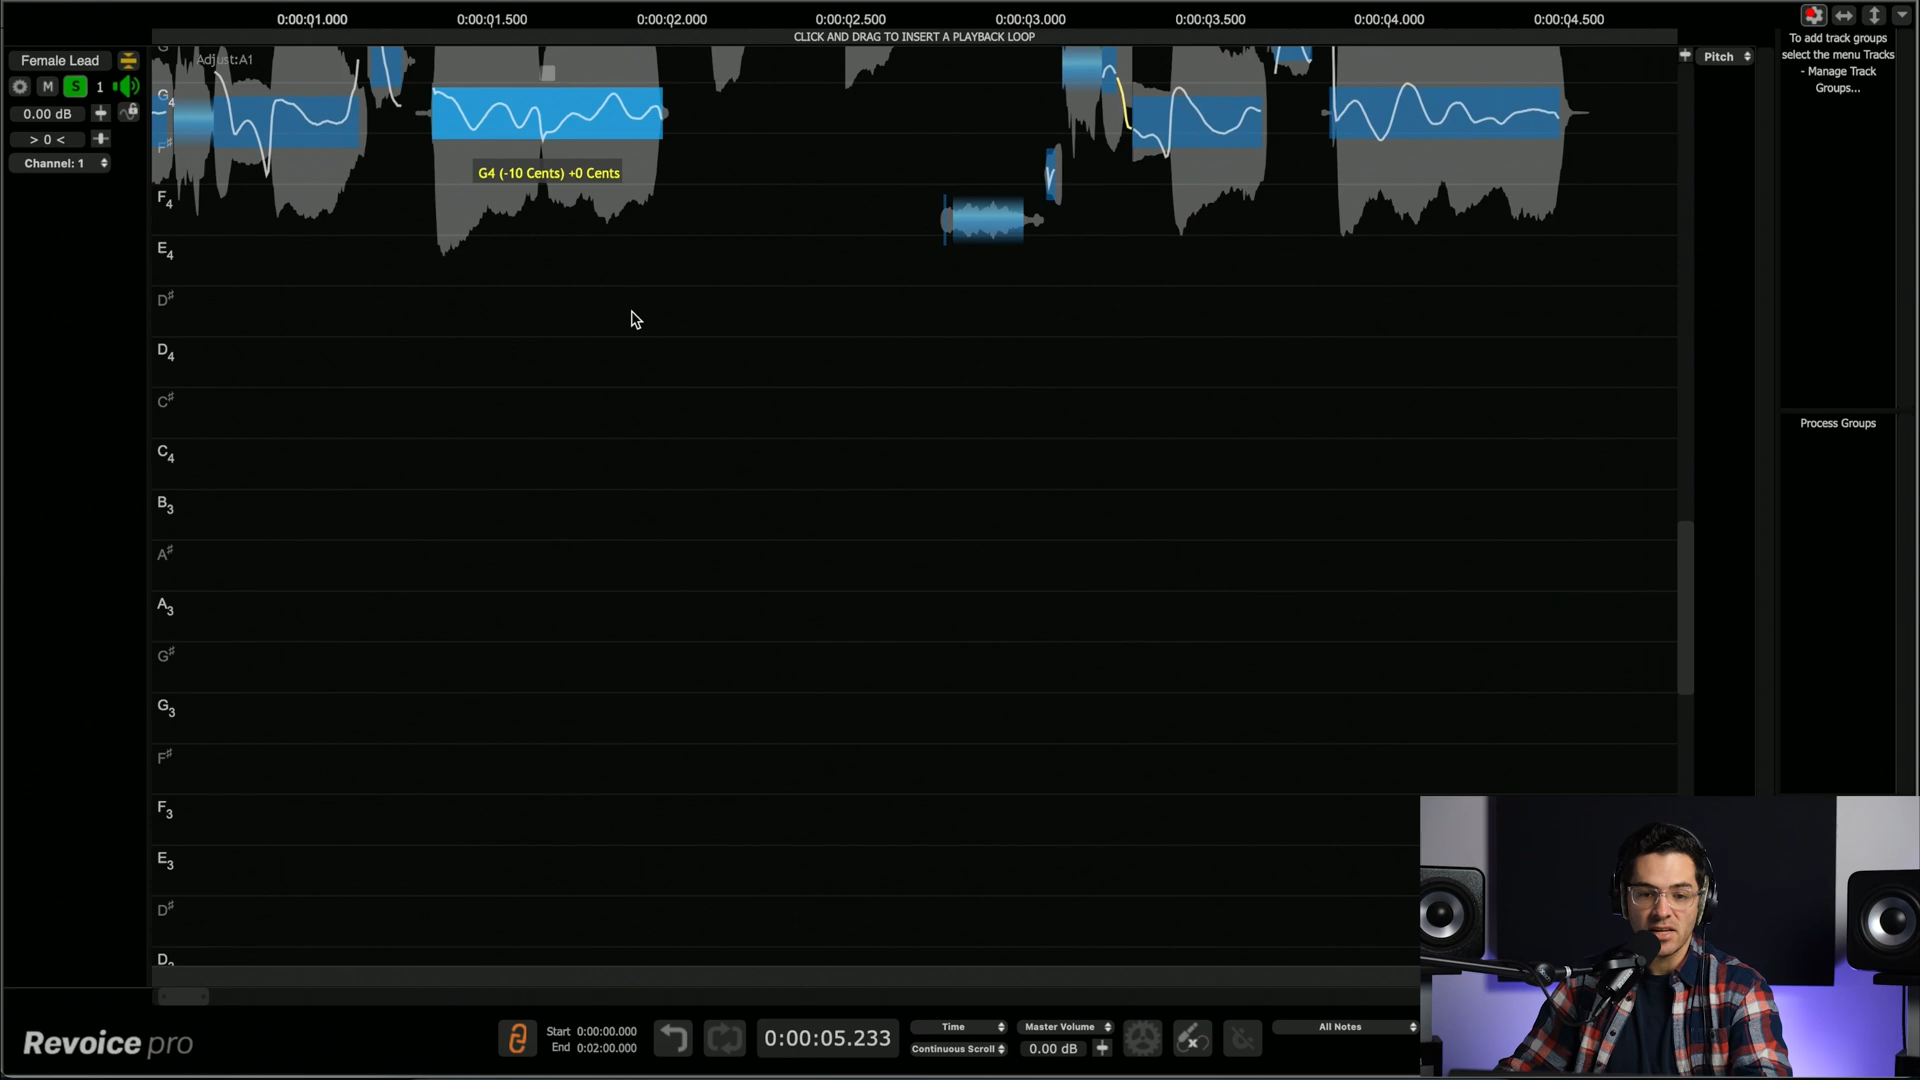 0:00:01.000
0:00:01.500
0:00:02.000
0:00:02.500
0:00:03.000
0:00:03.500
0:00:04.000
0:00:04.500
CLICK AND DRAG TO INSERT A PLAYBACK LOOP
Female Lead
M S 1
0.00 dB
> 0 <
Channel: 1
Adjust:A1
Pitch
To add track groups
select the menu Tracks
- Manage Track
Groups...
Process Groups
G4 (-10 Cents) +0 Cents
G
G4
F#
F4
E4
D#
D4
C#
C4
B3
A#
A3
G#
G3
F#
F3
E3
D#
D
Revoice pro
Start 0:00:00.000
End 0:02:00.000
0:00:05.233
Time
Continuous Scroll
Master Volume
0.00 dB
All Notes